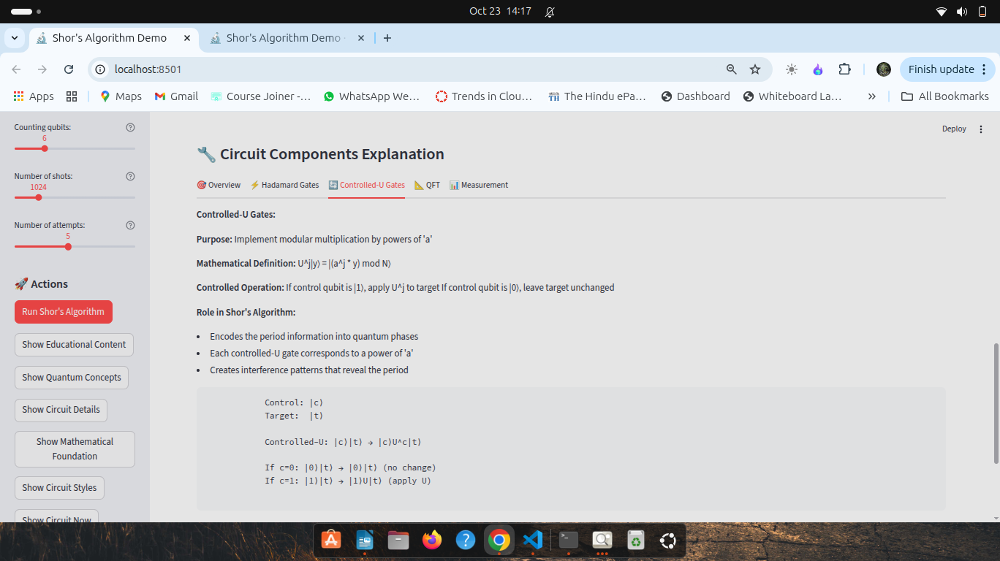 Oct 23 14:17
Shor's Algorithm Demo
Shor's Algorithm Demo
localhost:8501
Finish update
Apps
Maps
Gmail
Course Joiner -...
WhatsApp We...
Trends in Clou...
The Hindu ePa...
Dashboard
Whiteboard La...
All Bookmarks
Counting qubits:
6
Number of shots:
1024
Number of attempts:
5
🚀 Actions
Run Shor's Algorithm
Show Educational Content
Show Quantum Concepts
Show Circuit Details
Show Mathematical
Foundation
Show Circuit Styles
Show Circuit Now
Deploy
🔧 Circuit Components Explanation
🎯 Overview ⚡ Hadamard Gates 🔄 Controlled-U Gates 📐 QFT 📊 Measurement
Controlled-U Gates:
Purpose: Implement modular multiplication by powers of 'a'
Mathematical Definition: U^j|y⟩ = |(a^j * y) mod N⟩
Controlled Operation: If control qubit is |1⟩, apply U^j to target If control qubit is |0⟩, leave target unchanged
Role in Shor's Algorithm:
• Encodes the period information into quantum phases
• Each controlled-U gate corresponds to a power of 'a'
• Creates interference patterns that reveal the period
Control: |c⟩
Target: |t⟩
Controlled-U: |c⟩|t⟩ → |c⟩U^c|t⟩
If c=0: |0⟩|t⟩ → |0⟩|t⟩ (no change)
If c=1: |1⟩|t⟩ → |1⟩U|t⟩ (apply U)